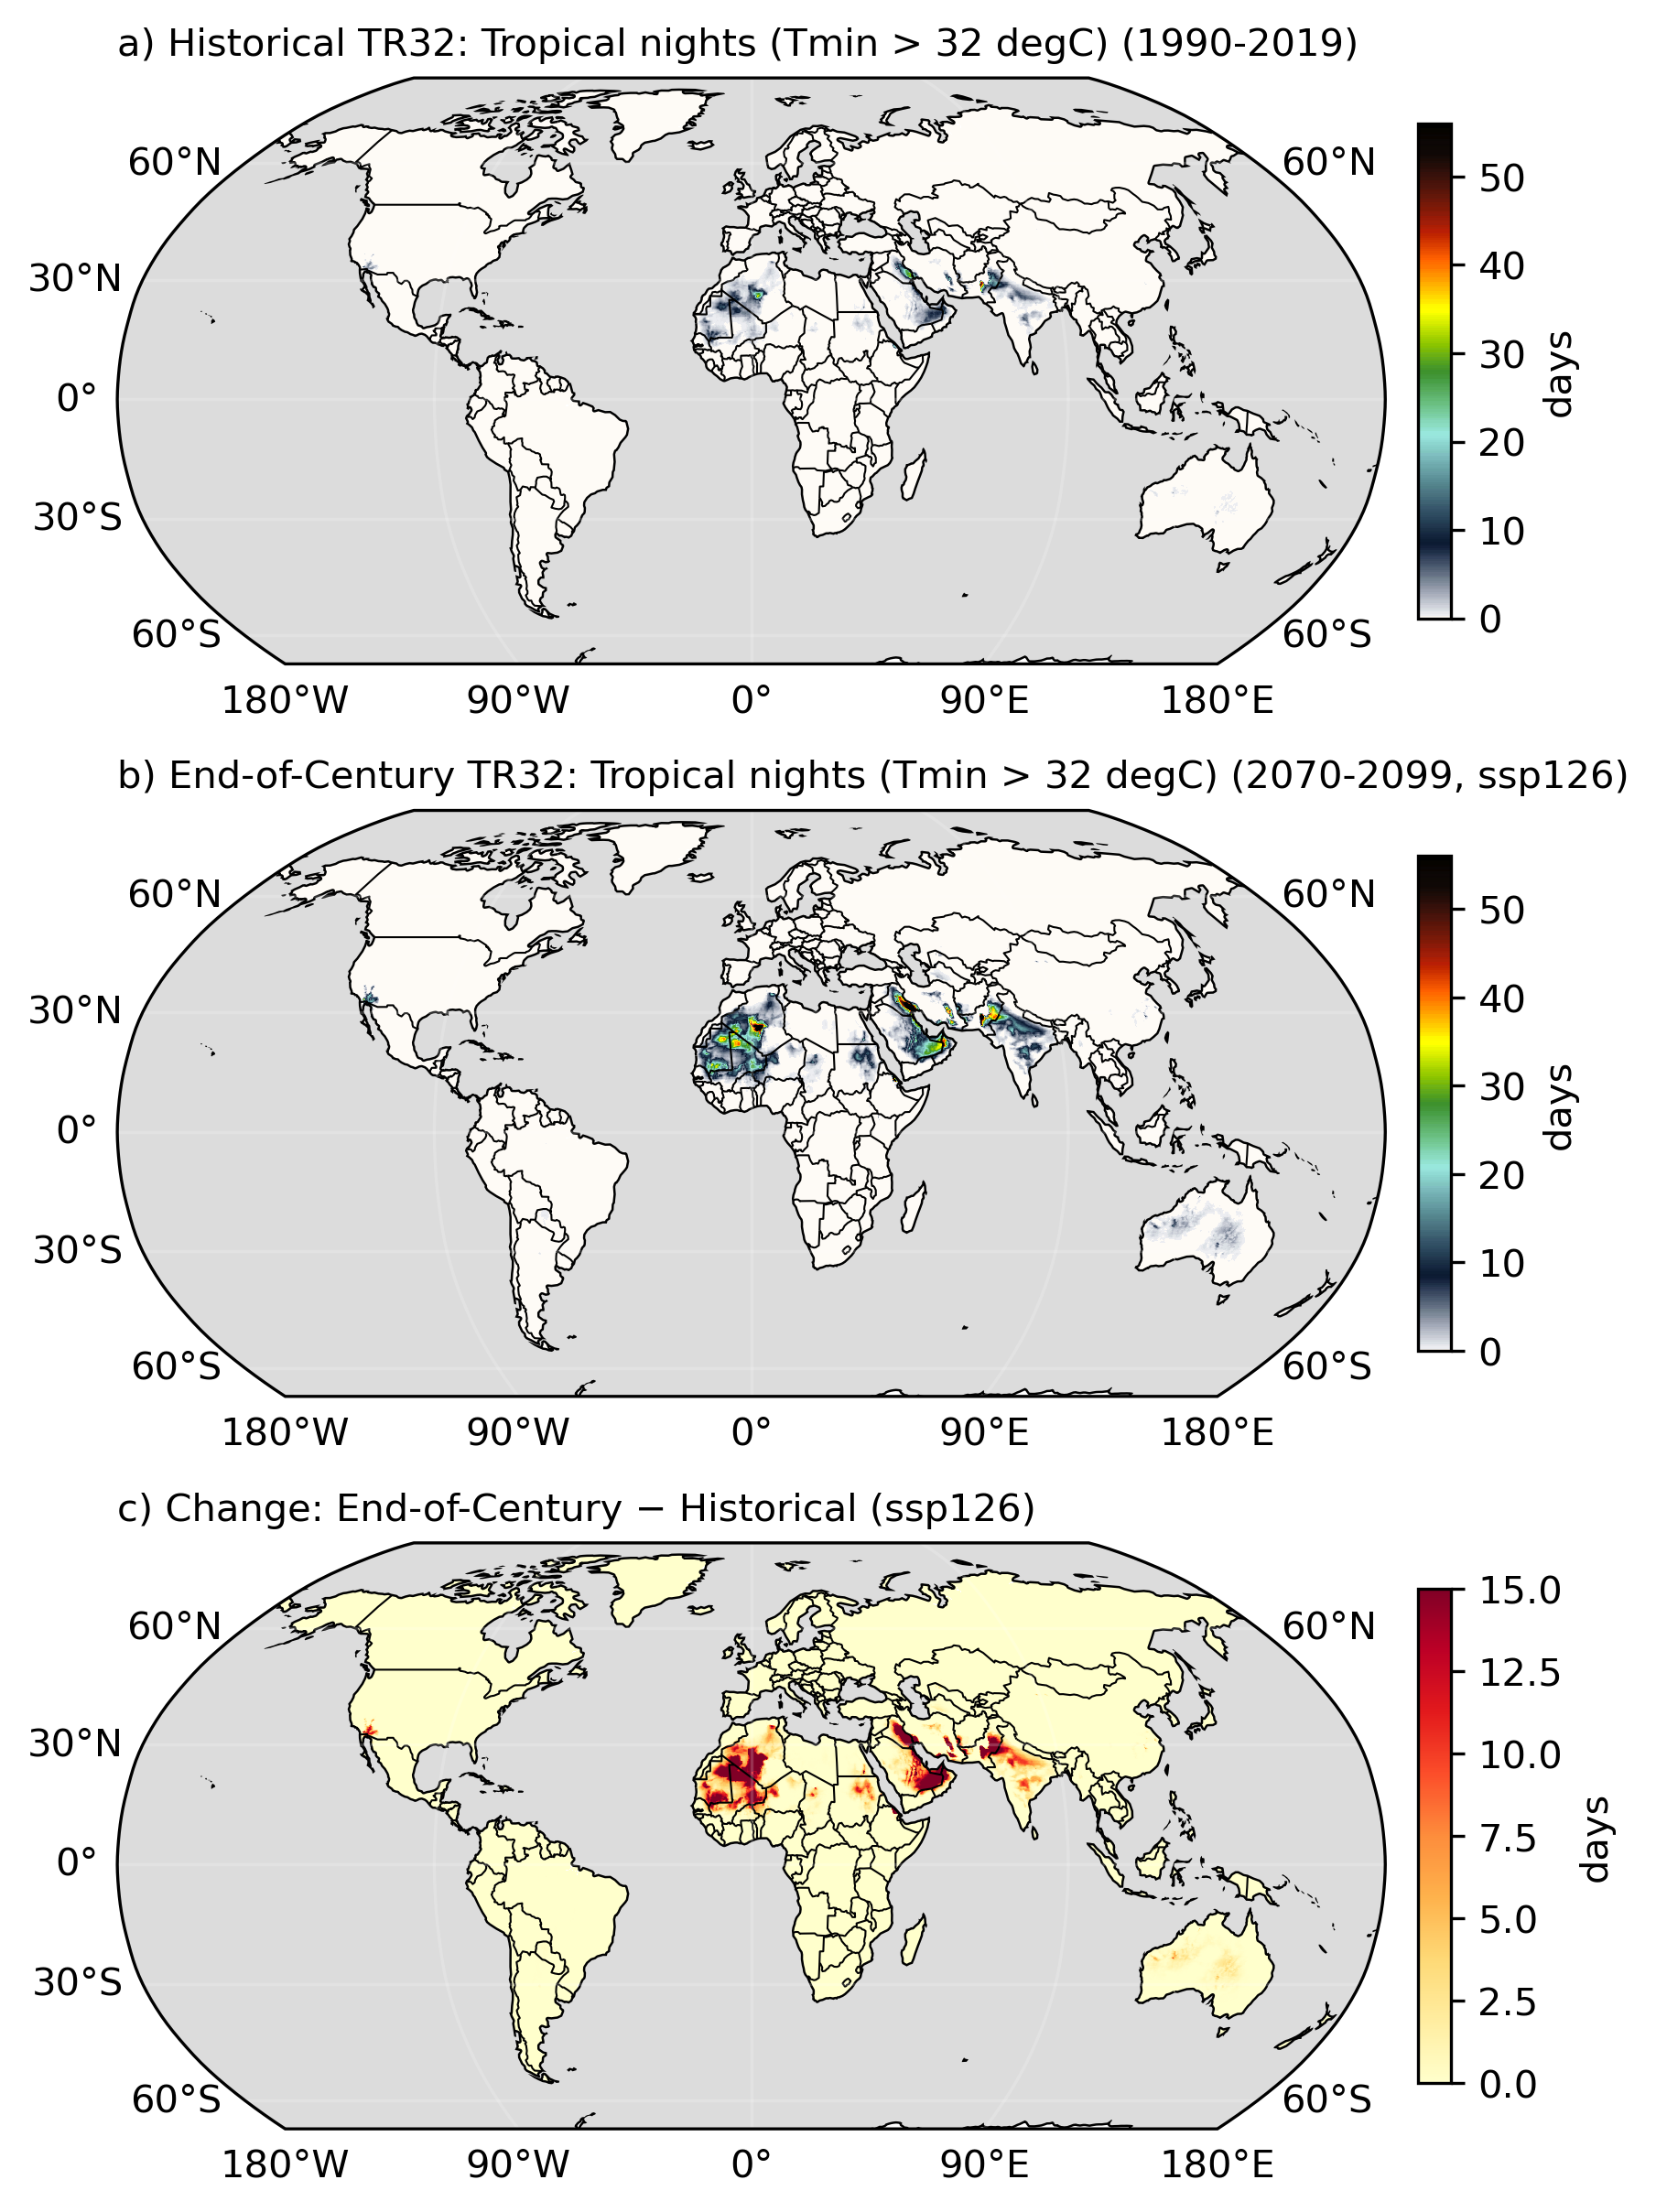 a) Historical TR32: Tropical nights (Tmin > 32 degC) (1990-2019)
60°N
60°N
30°N
0°
30°S
60°S
60°S
180°W 90°W 0° 90°E 180°E
50
40
30
20
10
0
days
b) End-of-Century TR32: Tropical nights (Tmin > 32 degC) (2070-2099, ssp126)
60°N
60°N
30°N
0°
30°S
60°S
60°S
180°W 90°W 0° 90°E 180°E
50
40
30
20
10
0
days
c) Change: End-of-Century − Historical (ssp126)
60°N
60°N
30°N
0°
30°S
60°S
60°S
180°W 90°W 0° 90°E 180°E
15.0
12.5
10.0
7.5
5.0
2.5
0.0
days